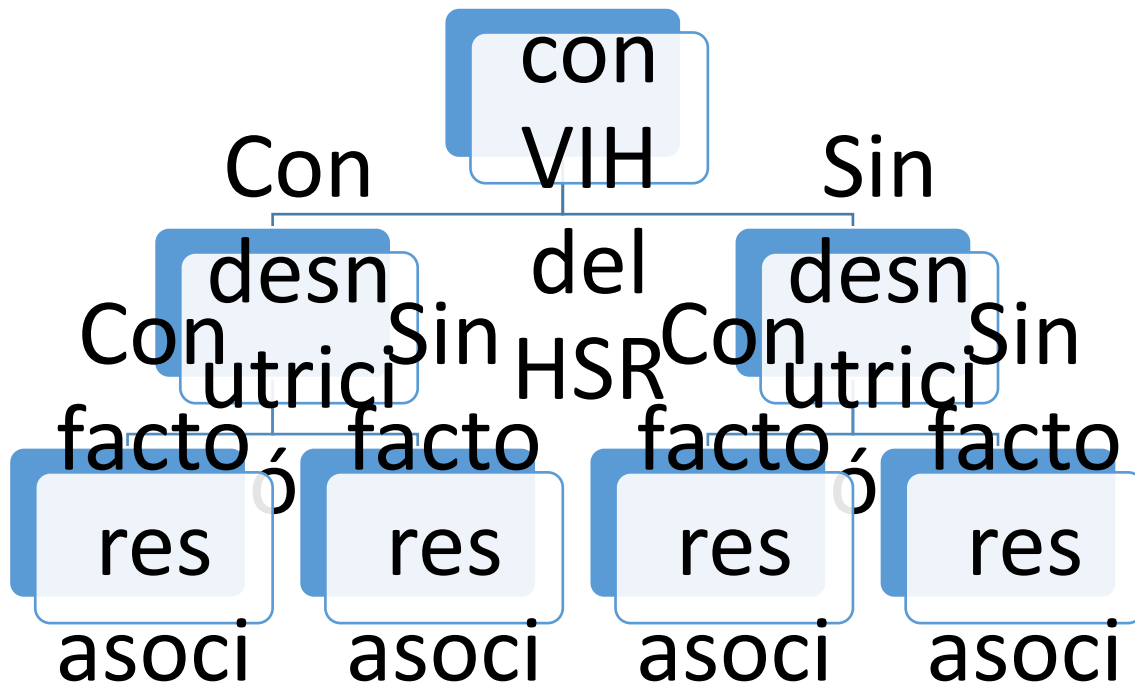 con
VIH
del
HSR
Con
desn
utrici
ó
Sin
desn
utrici
ó
Con
facto
res
asoci
Sin
facto
res
asoci
Con
facto
res
asoci
Sin
facto
res
asoci